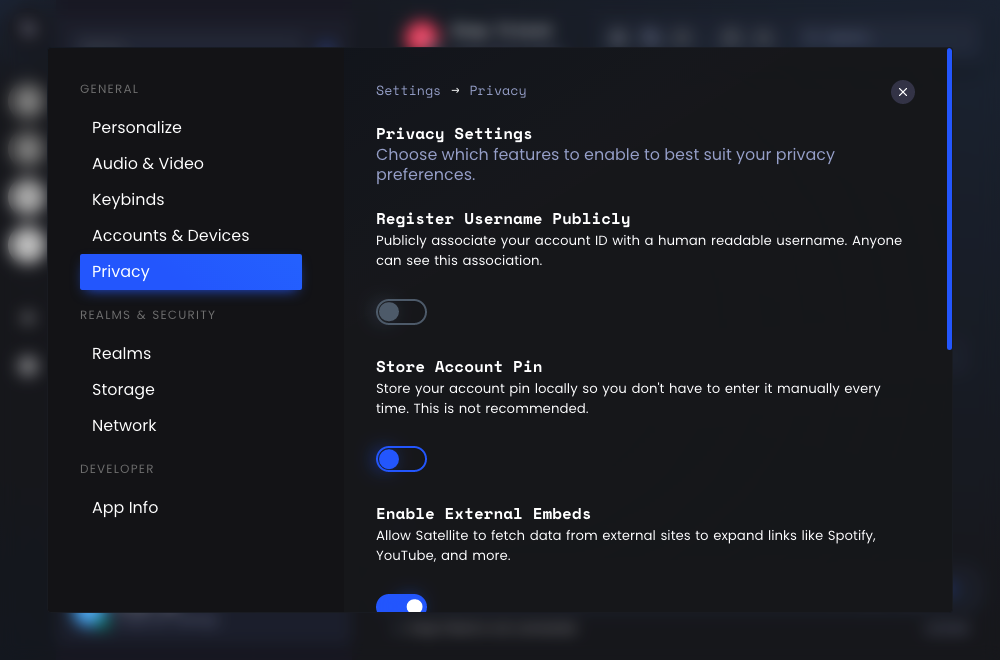 GENERAL
Personalize
Audio & Video
Keybinds
Accounts & Devices
Privacy
REALMS & SECURITY
Realms
Storage
Network
DEVELOPER
App Info
Settings → Privacy
Privacy Settings
Choose which features to enable to best suit your privacy
preferences.
Register Username Publicly
Publicly associate your account ID with a human readable username. Anyone
can see this association.
Store Account Pin
Store your account pin locally so you don't have to enter it manually every
time. This is not recommended.
Enable External Embeds
Allow Satellite to fetch data from external sites to expand links like Spotify,
YouTube, and more.